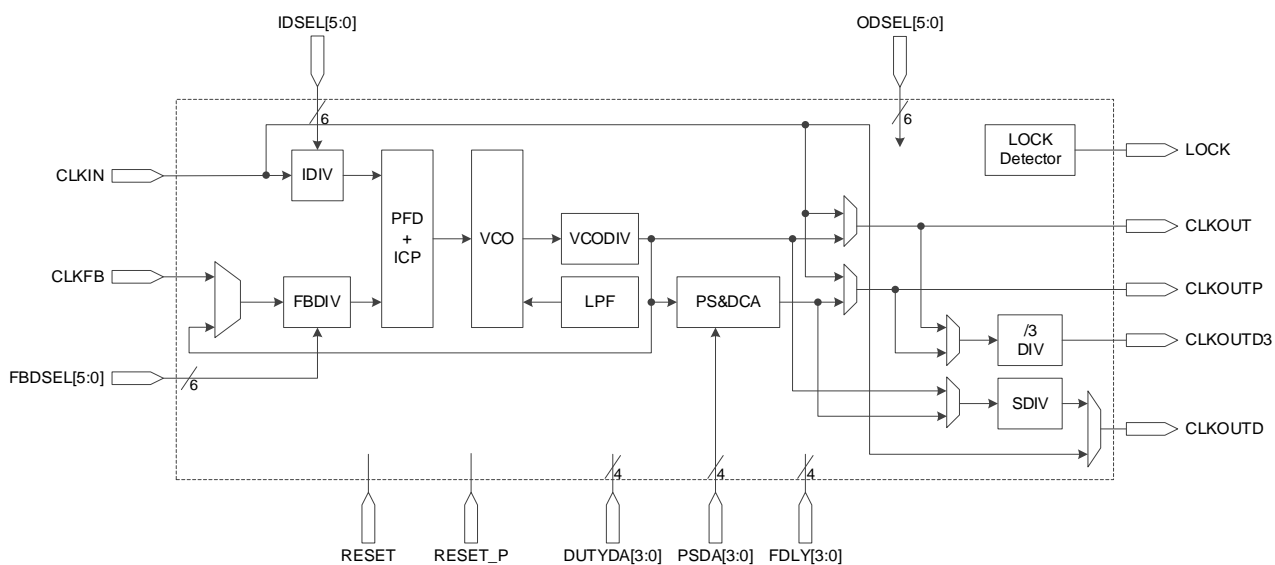 IDSEL[5:0]
ODSEL[5:0]
6
6
LOCK
Detector
LOCK
CLKIN
IDIV
PFD
+
ICP
VCO
VCODIV
CLKOUT
CLKFB
FBDIV
LPF
PS&DCA
CLKOUTP
/3
DIV
CLKOUTD3
FBDSEL[5:0]
6
SDIV
CLKOUTD
4
4
4
RESET
RESET_P
DUTYDA[3:0]
PSDA[3:0]
FDLY[3:0]